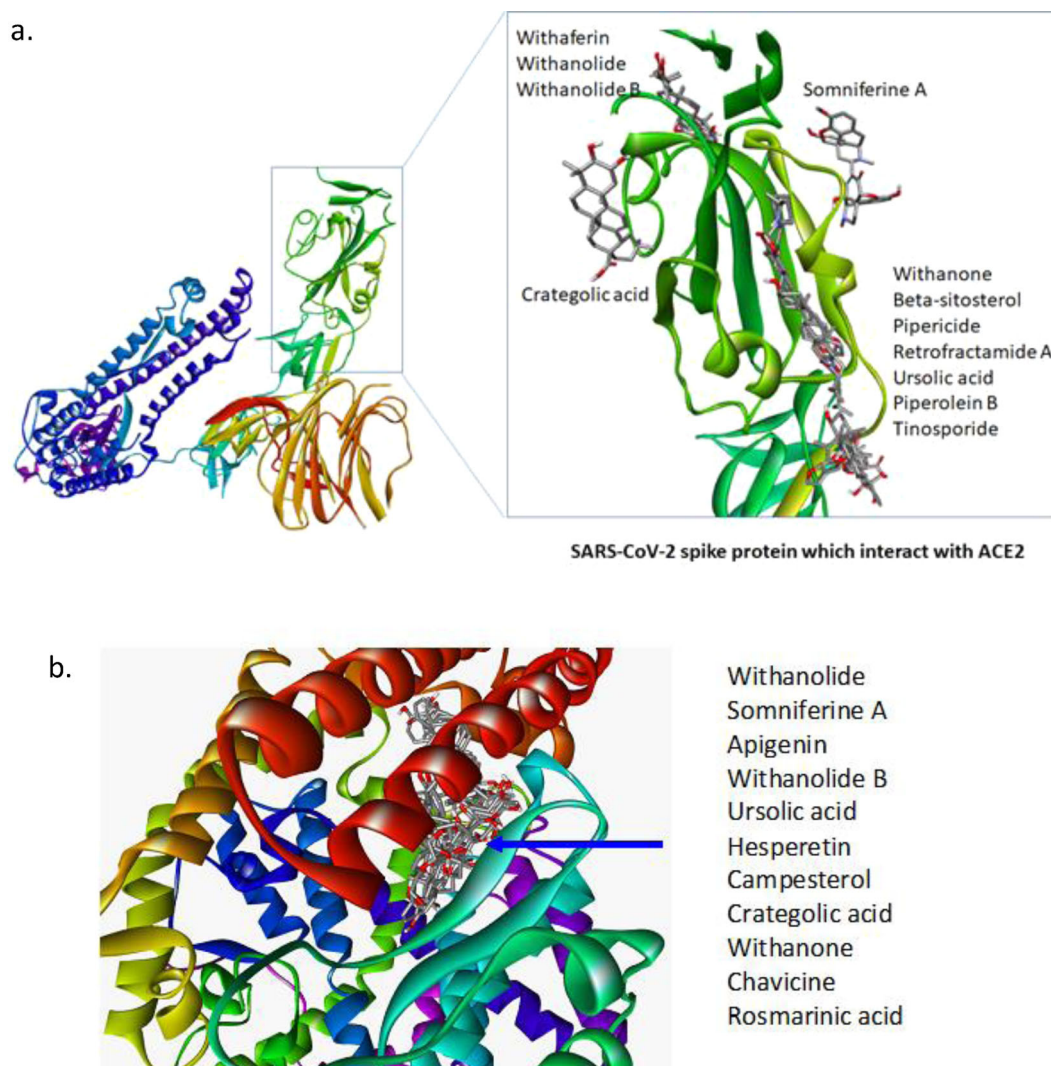 a.
Withaferin
Withanolide
Withanolide B
Somniferine A
Crategolic acid
Withanone
Beta-sitosterol
Pipericide
Retrofractamide A
Ursolic acid
Piperolein B
Tinosporide
SARS-CoV-2 spike protein which interact with ACE2
b.
Withanolide
Somniferine A
Apigenin
Withanolide B
Ursolic acid
Hesperetin
Campesterol
Crategolic acid
Withanone
Chavicine
Rosmarinic acid